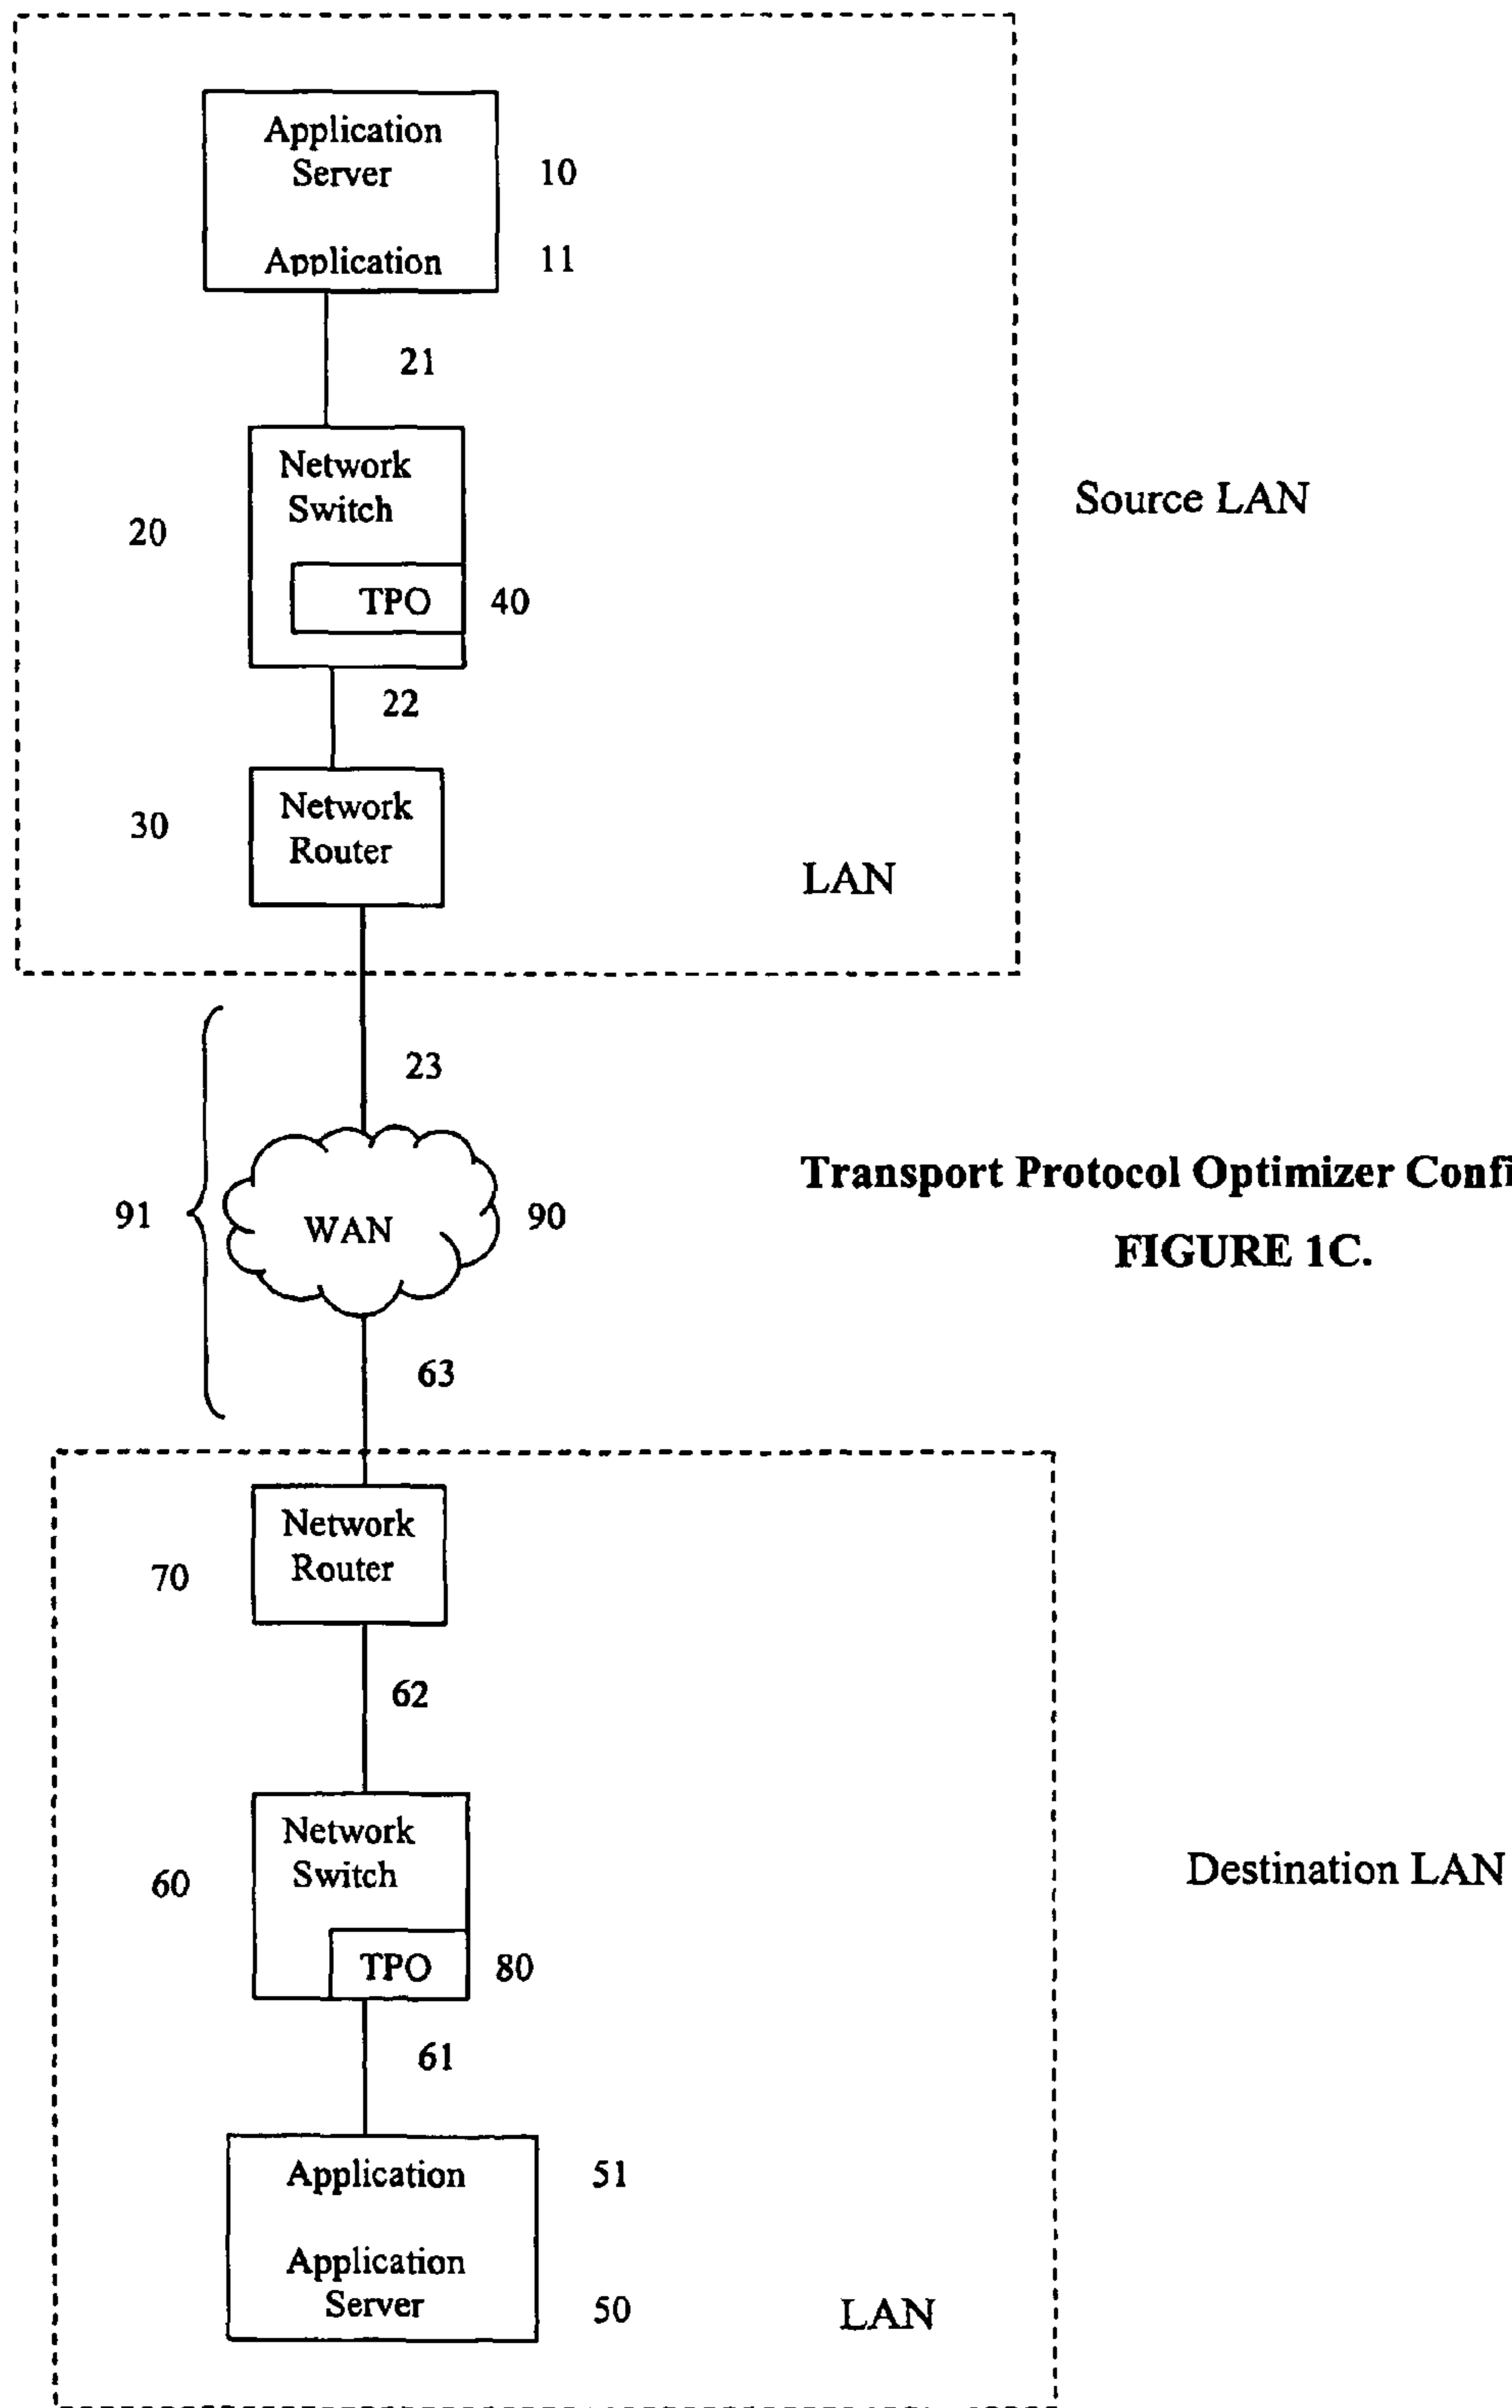 Application
Server
10
Application
11
21
Network
Switch
20
TPO
40
22
Network
Router
30
LAN
Source LAN
23
91
WAN
90
Transport Protocol Optimizer Confi
FIGURE 1C.
63
Network
Router
70
62
Network
Switch
60
TPO
80
Destination LAN
61
Application
51
Application
Server
50
LAN